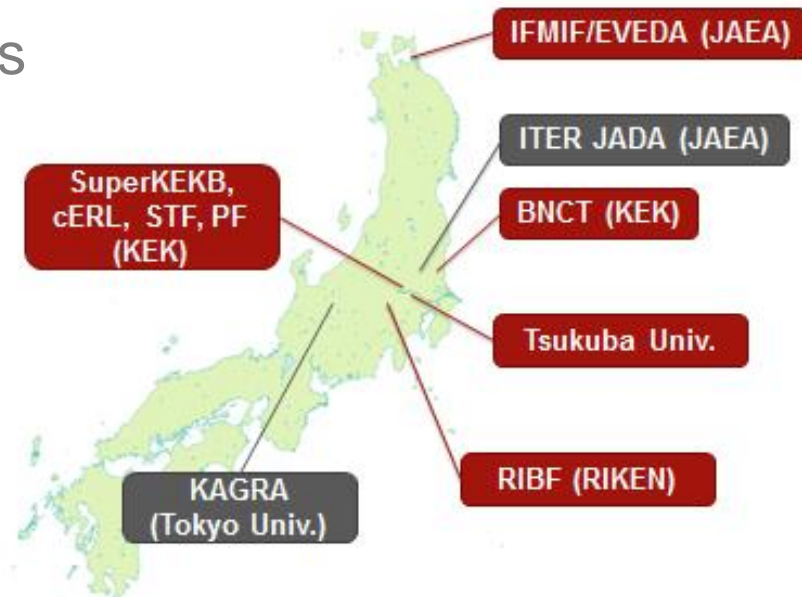 s
IFMIF/EVEDA (JAEA)
ITER JADA (JAEA)
SuperKEKB,
cERL, STF, PF
(KEK)
BNCT (KEK)
Tsukuba Univ.
RIBF (RIKEN)
KAGRA
(Tokyo Univ.)